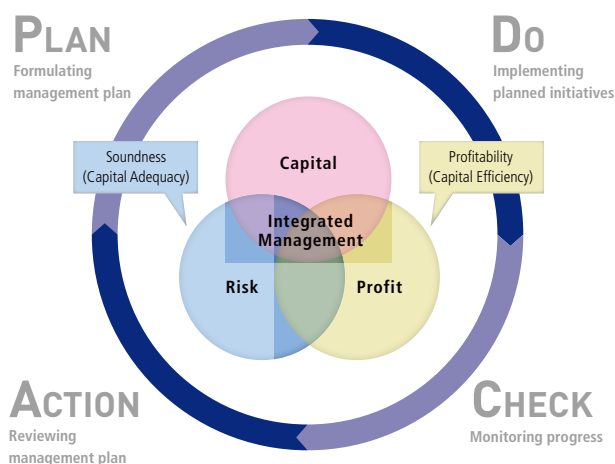 PLAN
Formulating
management plan
DO
Implementing
planned initiatives
Soundness
(Capital Adequacy)
Profitability
(Capital Efficiency)
Capital
Integrated
Management
Risk
Profit
ACTION
Reviewing
management plan
CHECK
Monitoring progress